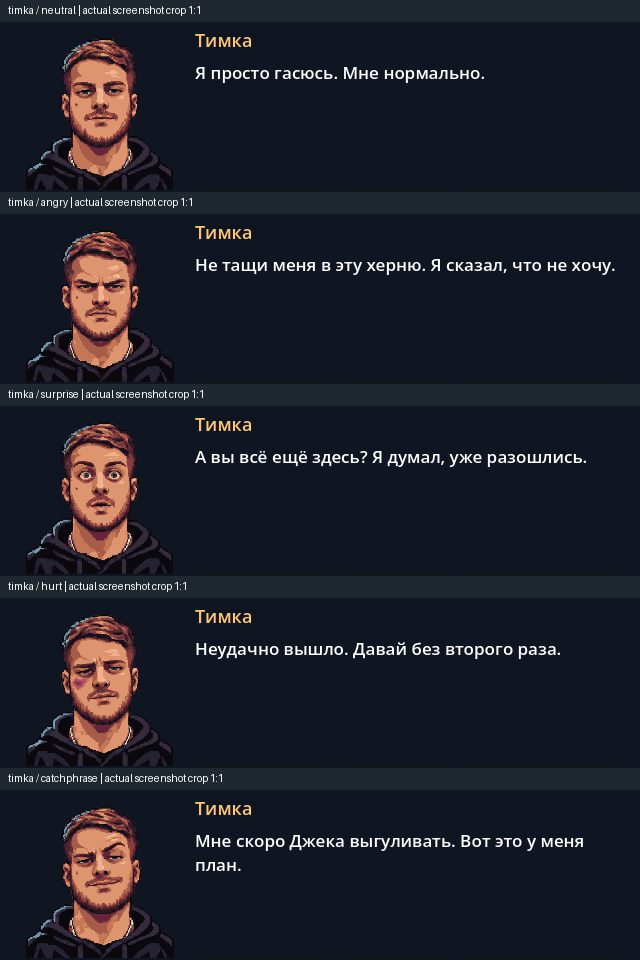 timka / neutral | actual screenshot crop 1:1
Тимка
Я просто гасюсь. Мне нормально.
timka / angry | actual screenshot crop 1:1
Тимка
Не тащи меня в эту херню. Я сказал, что не хочу.
timka / surprise | actual screenshot crop 1:1
Тимка
А вы всё ещё здесь? Я думал, уже разошлись.
timka / hurt | actual screenshot crop 1:1
Тимка
Неудачно вышло. Давай без второго раза.
timka / catchphrase | actual screenshot crop 1:1
Тимка
Мне скоро Джека выгуливать. Вот это у меня
план.